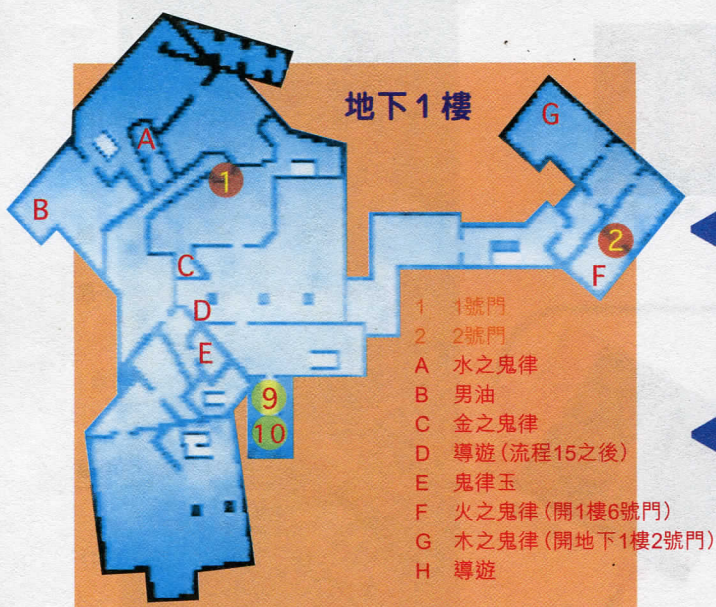 地下1樓
G
A
1
B
2
C
F
D
E
9
10
1 1號門
2 2號門
A 水之鬼律
B 男油
C 金之鬼律
D 導遊(流程15之後)
E 鬼律玉
F 火之鬼律(開1樓6號門)
G 木之鬼律(開地下1樓2號門)
H 導遊